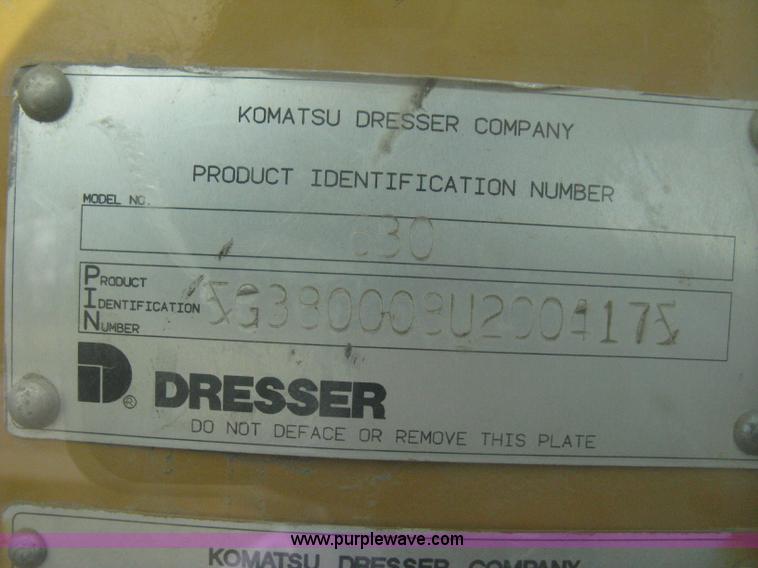 KOMATSU DRESSER COMPANY
PRODUCT IDENTIFICATION NUMBER
MODEL NO.
830
PRODUCT
IDENTIFICATION
NUMBER
D® DRESSER
DO NOT DEFACE OR REMOVE THIS PLATE
www.purplewave.com
KOMATSU DRESSER COMPANY